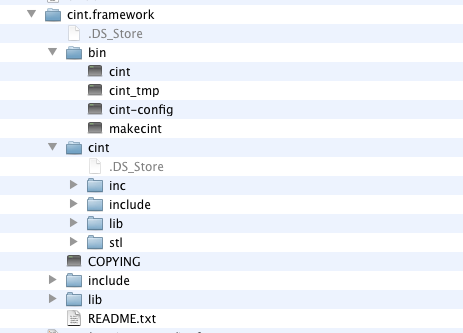 cint.framework
.DS_Store
bin
cint
cint_tmp
cint-config
makecint
cint
.DS_Store
inc
include
lib
stl
COPYING
include
lib
README.txt